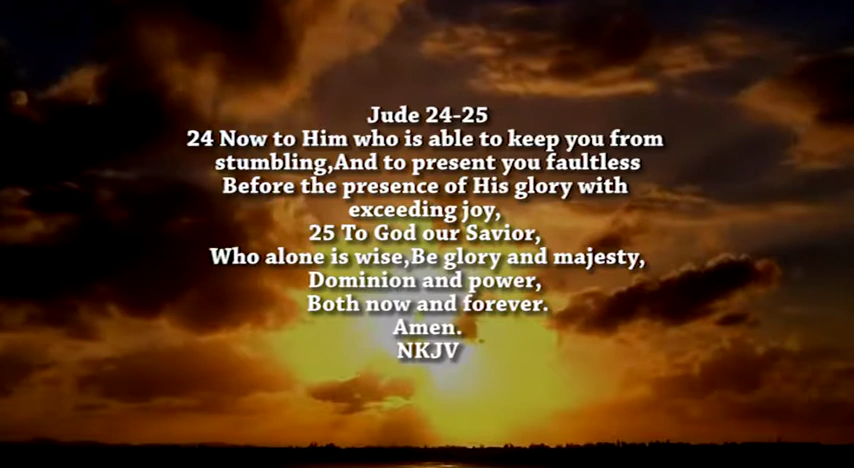 Jude 24-25
24 Now to Him who is able to keep you from
stumbling,And to present you faultless
Before the presence of His glory with
exceeding joy,
25 To God our Savior,
Who alone is wise,Be glory and majesty,
Dominion and power,
Both now and forever.
Amen.
NKJV